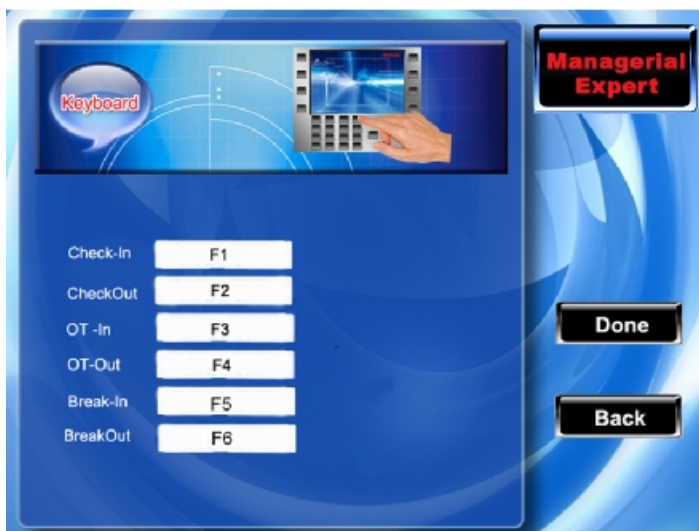 Managerial
Expert
Keyboard
Check-In F1
CheckOut F2
OT -In F3
OT-Out F4
Break-In F5
BreakOut F6
Done
Back